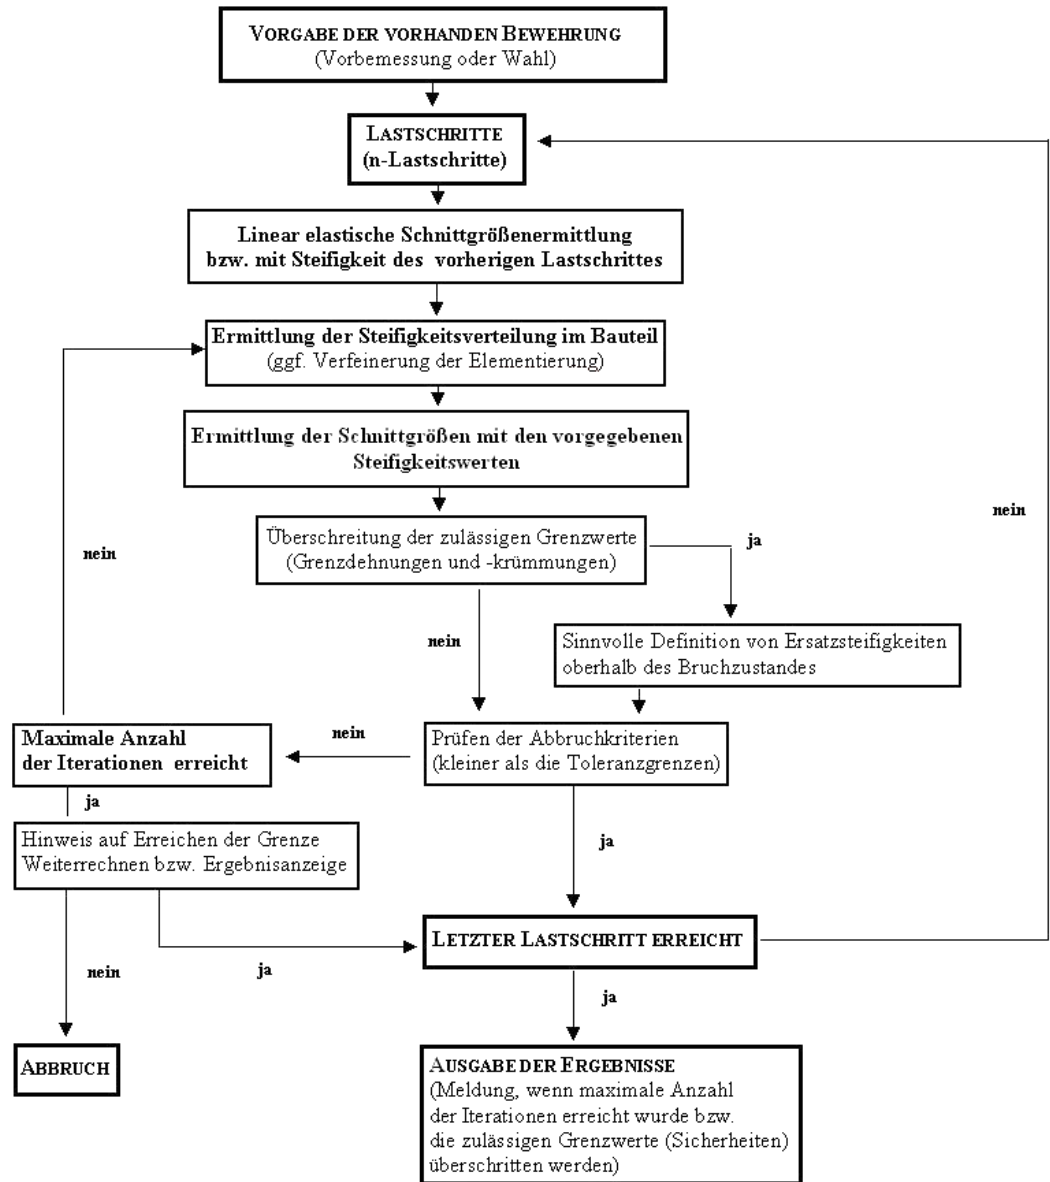 VORGABE DER VORHANDEN BEWEHRUNG
(Vorbemessung oder Wahl)
LASTSCHRITTE
(n-Lastschritte)
Linear elastische Schnittgrößenermittlung
bzw. mit Steifigkeit des vorherigen Lastschrittes
Ermittlung der Steifigkeitsverteilung im Bauteil
(ggf. Verfeinerung der Elementierung)
Ermittlung der Schnittgrößen mit den vorgegebenen
Steifigkeitswerten
nein
nein
Überschreitung der zulässigen Grenzwerte
(Grenzdehnungen und -krümmungen)
ja
nein
Sinnvolle Definition von Ersatzsteifigkeiten
oberhalb des Bruchzustandes
Maximale Anzahl
der Iterationen erreicht
nein
Prüfen der Abbruchkriterien
(kleiner als die Toleranzgrenzen)
ja
Hinweis auf Erreichen der Grenze
Weiterrechnen bzw. Ergebnisanzeige
ja
LETZTER LASTSCHRITT ERREICHT
nein
ja
ja
ABBRUCH
AUSGABE DER ERGEBNISSE
(Meldung, wenn maximale Anzahl
der Iterationen erreicht wurde bzw.
die zulässigen Grenzwerte (Sicherheiten)
überschritten werden)